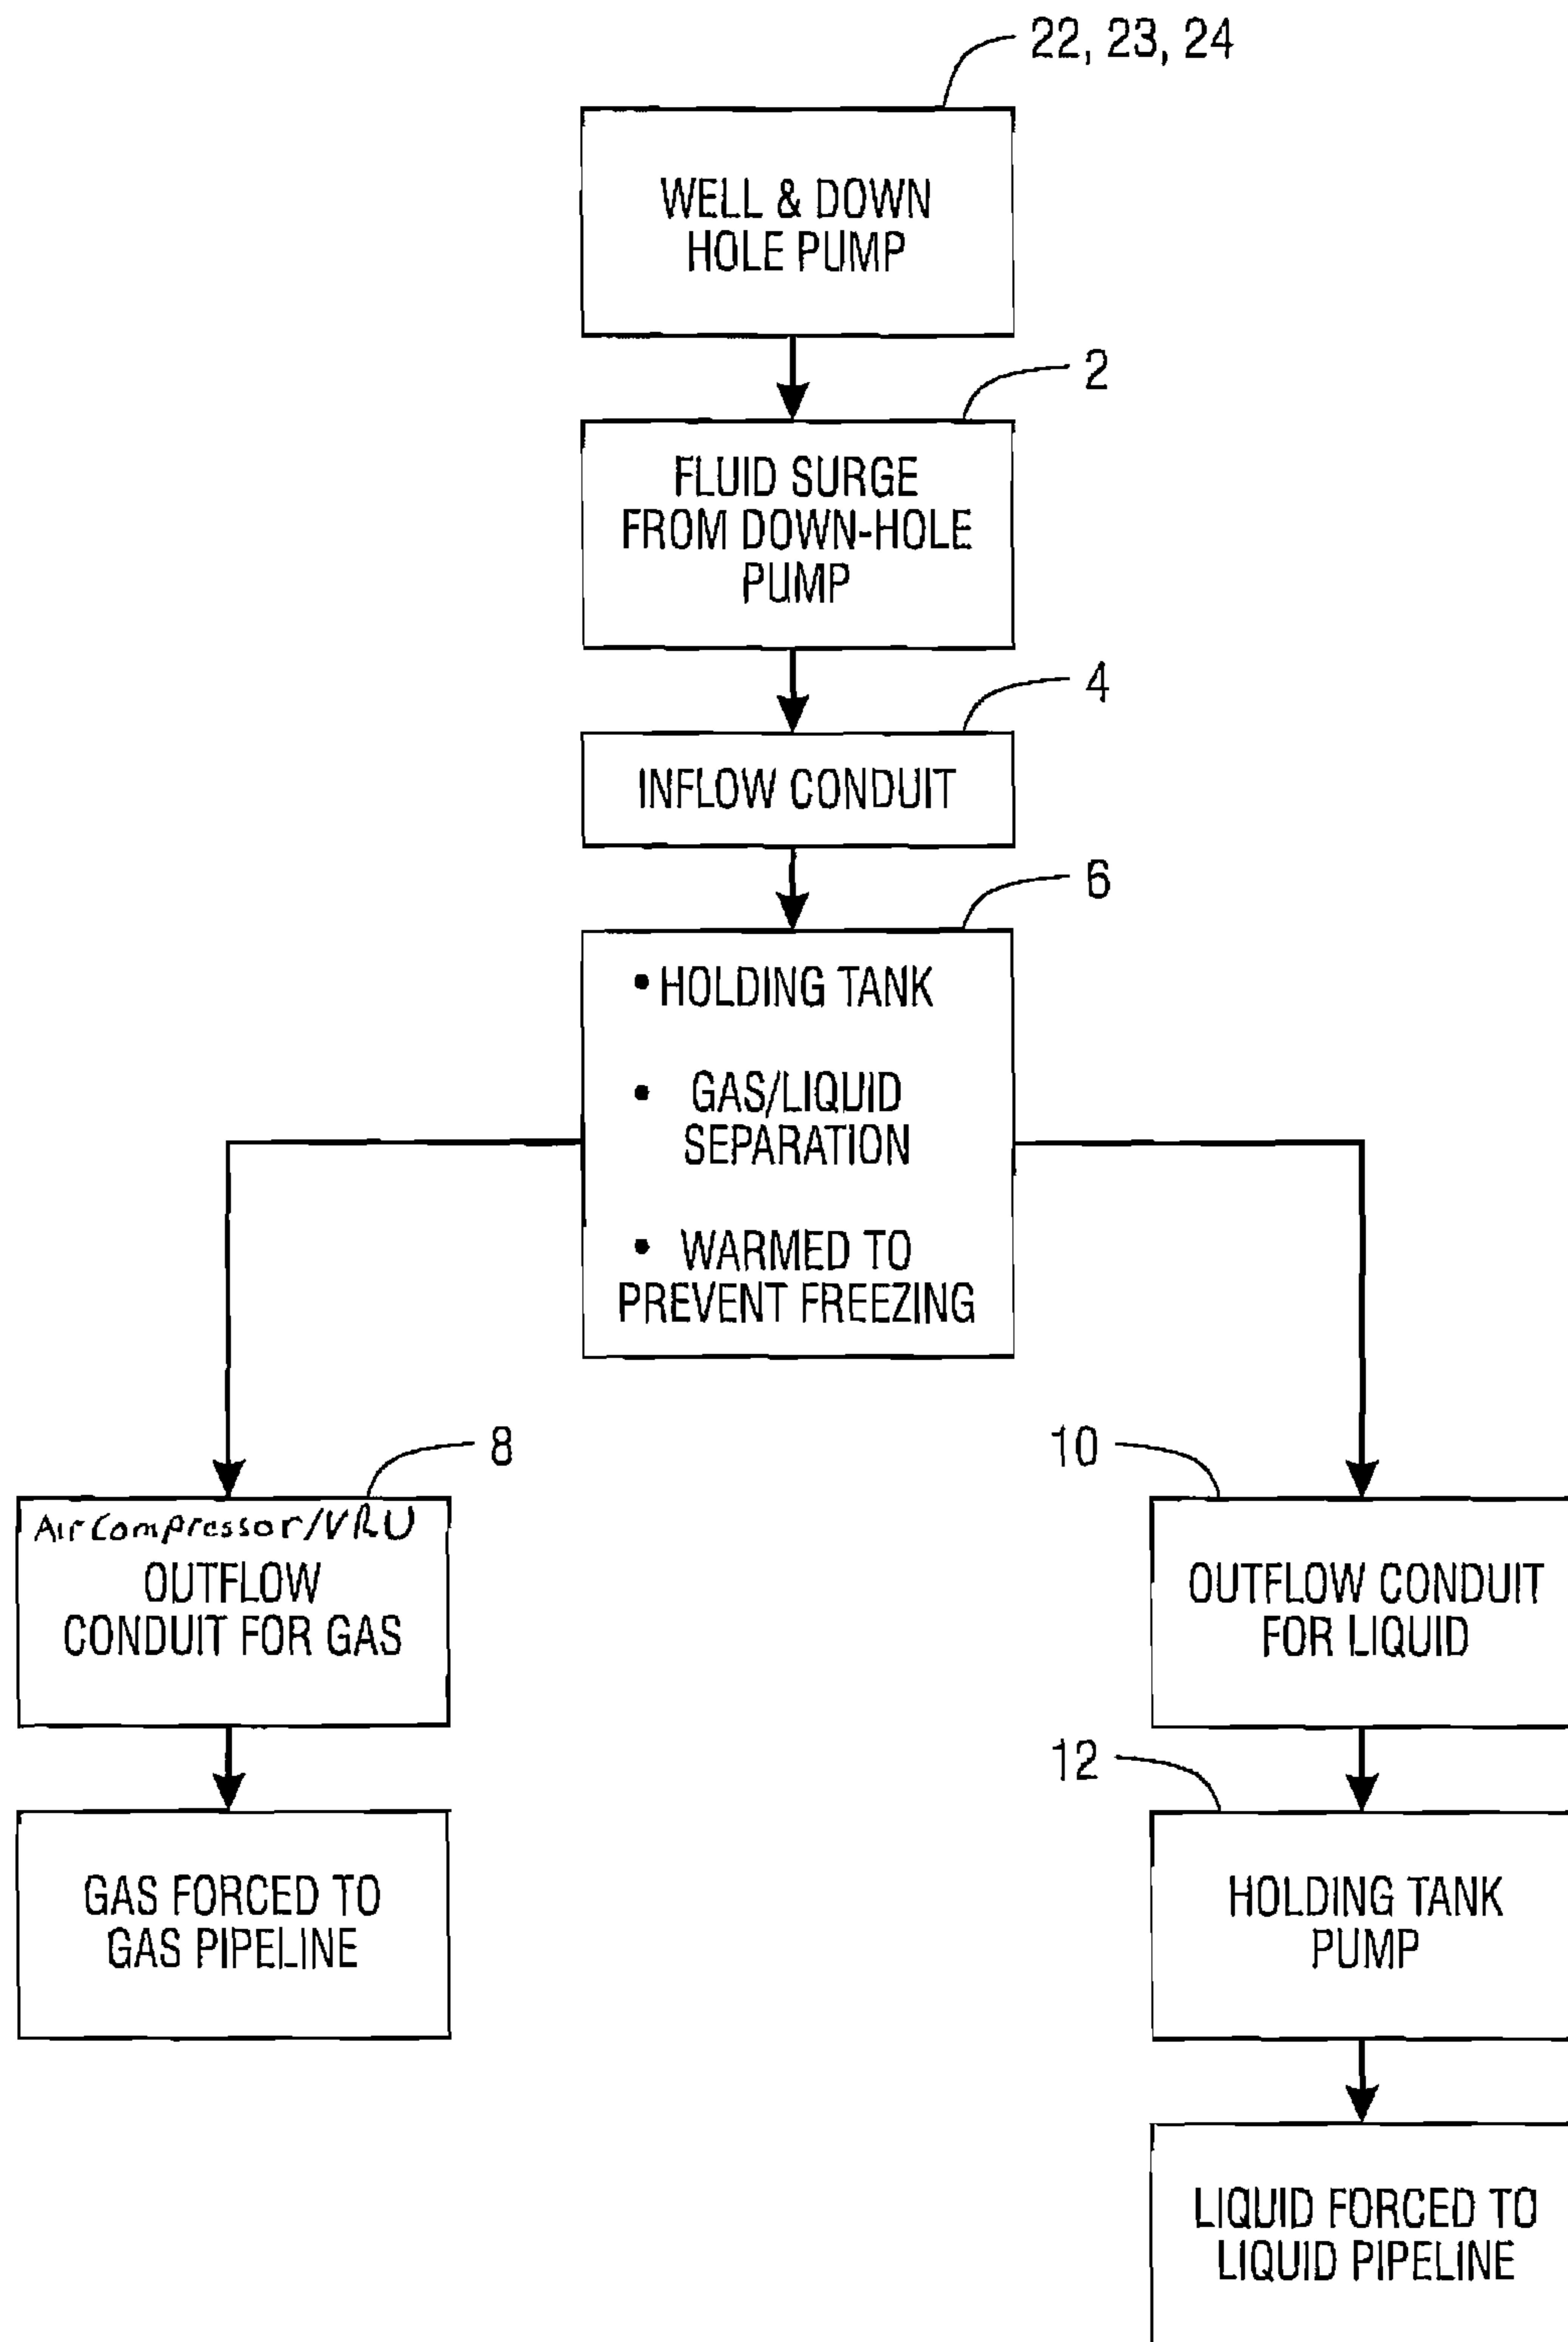 22, 23, 24
WELL & DOWN
HOLE PUMP
2
FLUID SURGE
FROM DOWN-HOLE
PUMP
4
INFLOW CONDUIT
6
• HOLDING TANK
• GAS/LIQUID
SEPARATION
• WARMED TO
PREVENT FREEZING
8
Air Compressor/VRU
OUTFLOW
CONDUIT FOR GAS
GAS FORCED TO
GAS PIPELINE
10
OUTFLOW CONDUIT
FOR LIQUID
12
HOLDING TANK
PUMP
LIQUID FORCED TO
LIQUID PIPELINE